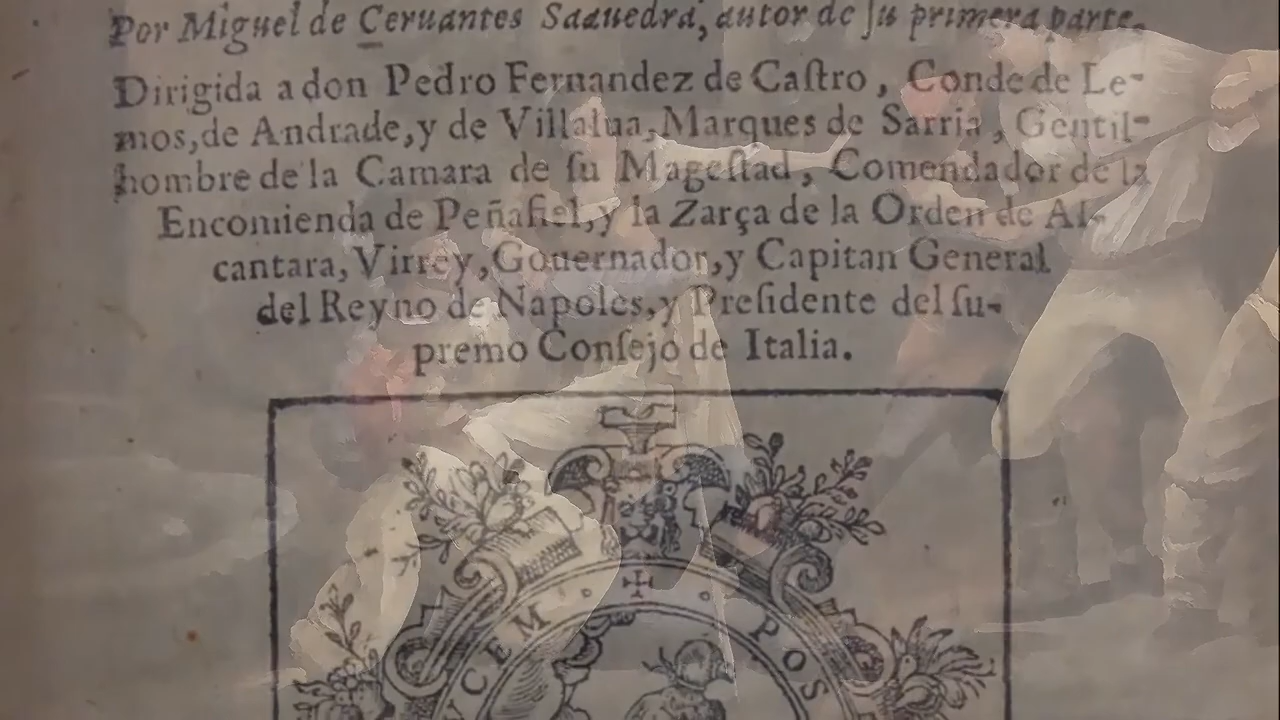 Por Miguel de Ceruantes Saauedra, autor de ſu primera parte.
Dirigida a don Pedro Fernandez de Caſtro, Conde de Le-
mos, de Andrade, y de Villalua, Marques de Sarria, Gentil-
hombre de la Camara de ſu Mageſtad, Comendador de la
Encomienda de Peñafiel, y la Zarça de la Orden de Al-
cantara, Virrey, Gouernador, y Capitan General
del Reyno de Napoles, y Preſidente del ſu-
premo Conſejo de Italia.
VCEM POS